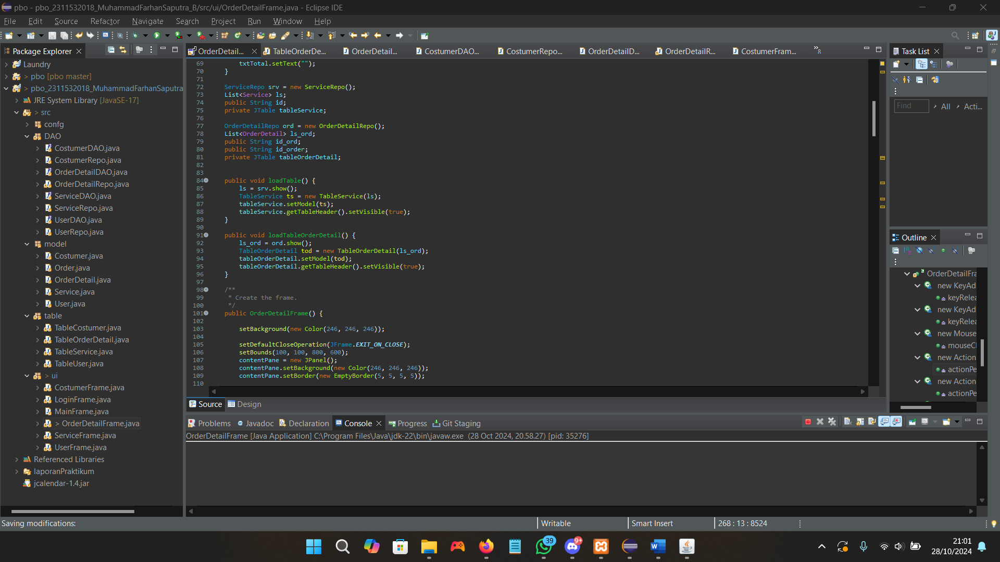 pbo - pbo_2311532018_MuhammadFarhanSaputra_B/src/ui/OrderDetailFrame.java - Eclipse IDE
File Edit Source Refactor Navigate Search Project Run Window Help
Package Explorer
Laundry
> pbo [pbo master]
> pbo_2311532018_MuhammadFarhanSaputra
JRE System Library [JavaSE-17]
> src
confg
DAO
CostumerDAO.java
CostumerRepo.java
OrderDetailDAO.java
OrderDetailRepo.java
ServiceDAO.java
ServiceRepo.java
UserDAO.java
UserRepo.java
model
Costumer.java
Order.java
OrderDetail.java
Service.java
User.java
table
TableCostumer.java
TableOrderDetail.java
TableService.java
TableUser.java
> ui
CostumerFrame.java
LoginFrame.java
MainFrame.java
> OrderDetailFrame.java
ServiceFrame.java
UserFrame.java
Referenced Libraries
laporanPraktikum
jcalendar-1.4.jar
OrderDetail... TableOrderDe... OrderDetail... CostumerDAO... CostumerRepo... OrderDetailD... OrderDetailR... CostumerFram... »8
69 txtTotal.setText("");
70 }
71
72 ServiceRepo srv = new ServiceRepo();
73 List<Service> ls;
74 public String id;
75 private JTable tableService;
76
77 OrderDetailRepo ord = new OrderDetailRepo();
78 List<OrderDetail> ls_ord;
79 public String id_ord;
80 public String id_order;
81 private JTable tableOrderDetail;
82
83
84 public void loadTable() {
85 ls = srv.show();
86 TableService ts = new TableService(ls);
87 tableService.setModel(ts);
88 tableService.getTableHeader().setVisible(true);
89 }
90
91 public void loadTableOrderDetail() {
92 ls_ord = ord.show();
93 TableOrderDetail tod = new TableOrderDetail(ls_ord);
94 tableOrderDetail.setModel(tod);
95 tableOrderDetail.getTableHeader().setVisible(true);
96 }
97
98 /**
99 * Create the frame.
100 */
101 public OrderDetailFrame() {
102
103 setBackground(new Color(246, 246, 246));
104
105 setDefaultCloseOperation(JFrame.EXIT_ON_CLOSE);
106 setBounds(100, 100, 800, 600);
107 contentPane = new JPanel();
108 contentPane.setBackground(new Color(246, 246, 246));
109 contentPane.setBorder(new EmptyBorder(5, 5, 5, 5));
110
Source Design
Problems Javadoc Declaration Console Progress Git Staging
OrderDetailFrame [Java Application] C:\Program Files\Java\jdk-22\bin\javaw.exe (28 Oct 2024, 20.58.27) [pid: 35276]
Task List
Find All Acti...
Outline
OrderDetailFra
new KeyAd
keyRelea
new KeyAd
keyRelea
new Mouse
mouseCl
new Action
actionPe
new Action
actionPe
Saving modifications: Writable Smart Insert 268 : 13 : 8524
39
9+
21:01
28/10/2024